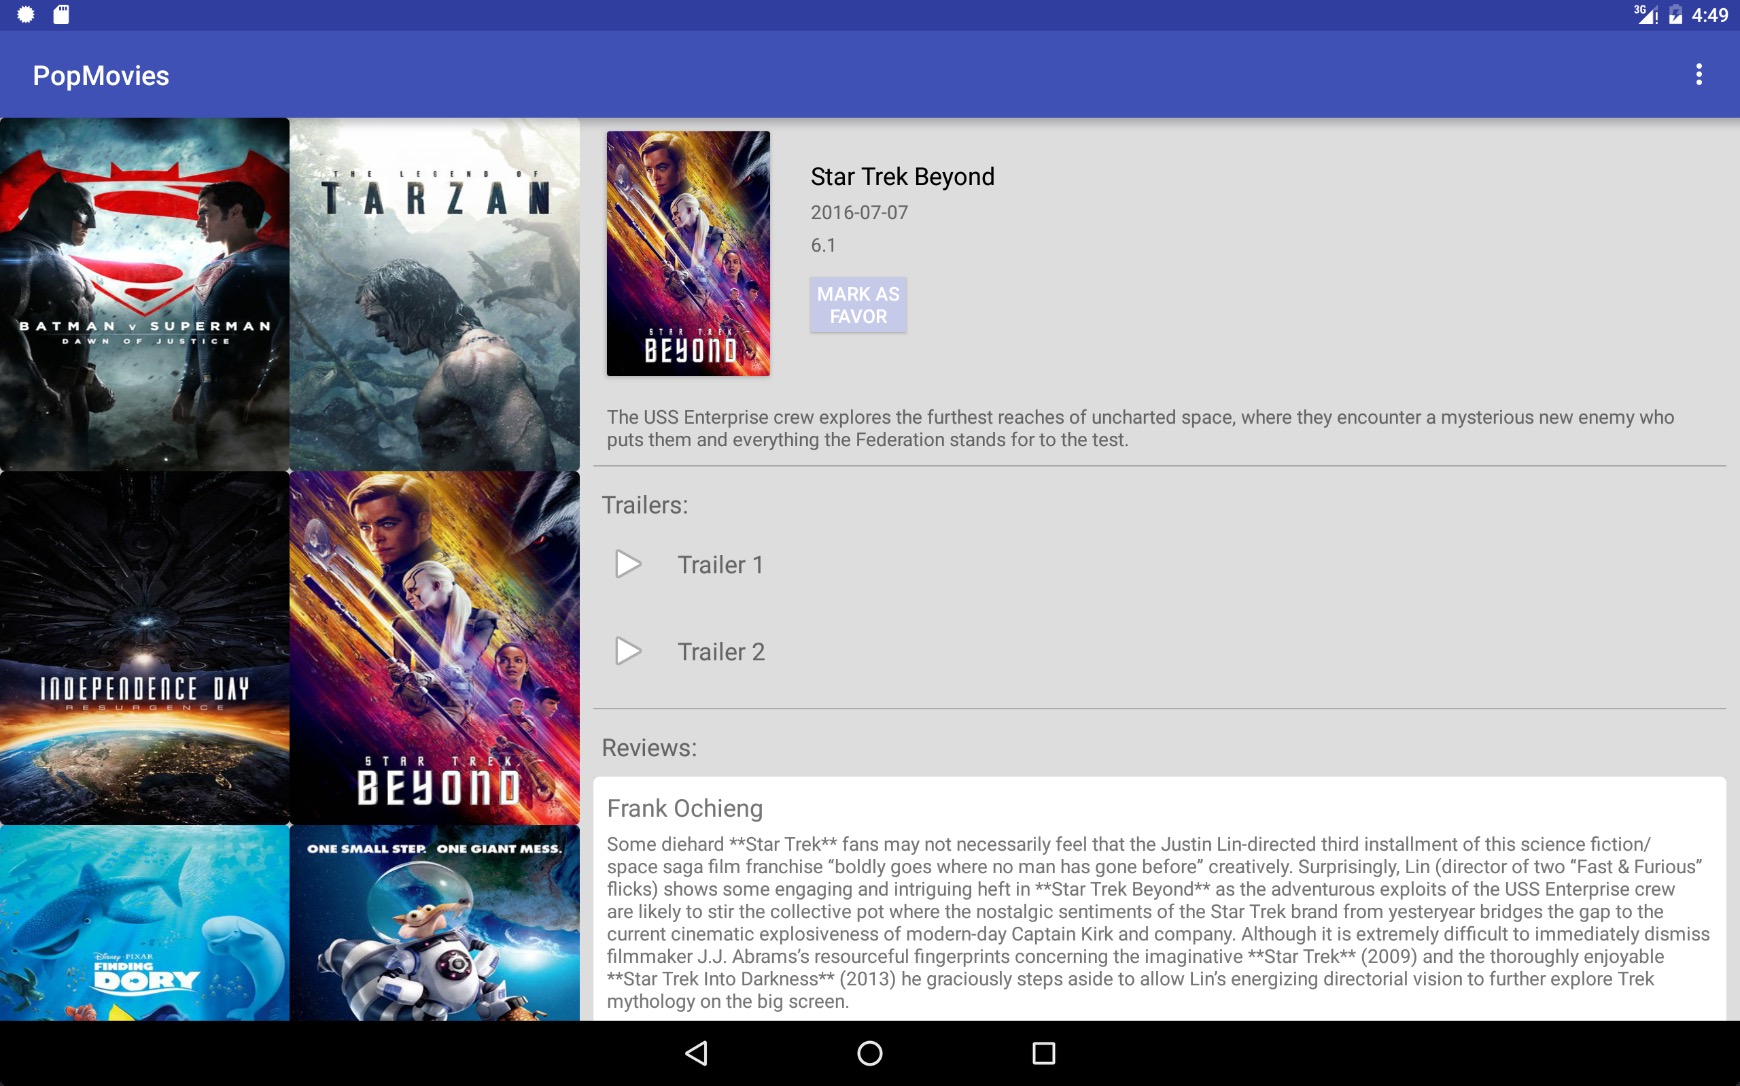 3G
4:49
PopMovies
BATMAN v SUPERMAN
DAWN OF JUSTICE
THE LEGEND OF
TARZAN
INDEPENDENCE DAY
RESURGENCE
STAR TREK
BEYOND
Disney PIXAR
FINDING
DORY
ONE SMALL STEP. ONE GIANT MESS.
STAR TREK
BEYOND
Star Trek Beyond
2016-07-07
6.1
MARK AS
FAVOR
The USS Enterprise crew explores the furthest reaches of uncharted space, where they encounter a mysterious new enemy who
puts them and everything the Federation stands for to the test.
Trailers:
Trailer 1
Trailer 2
Reviews:
Frank Ochieng
Some diehard **Star Trek** fans may not necessarily feel that the Justin Lin-directed third installment of this science fiction/
space saga film franchise “boldly goes where no man has gone before” creatively. Surprisingly, Lin (director of two “Fast & Furious”
flicks) shows some engaging and intriguing heft in **Star Trek Beyond** as the adventurous exploits of the USS Enterprise crew
are likely to stir the collective pot where the nostalgic sentiments of the Star Trek brand from yesteryear bridges the gap to the
current cinematic explosiveness of modern-day Captain Kirk and company. Although it is extremely difficult to immediately dismiss
filmmaker J.J. Abrams’s resourceful fingerprints concerning the imaginative **Star Trek** (2009) and the thoroughly enjoyable
**Star Trek Into Darkness** (2013) he graciously steps aside to allow Lin’s energizing directorial vision to further explore Trek
mythology on the big screen.